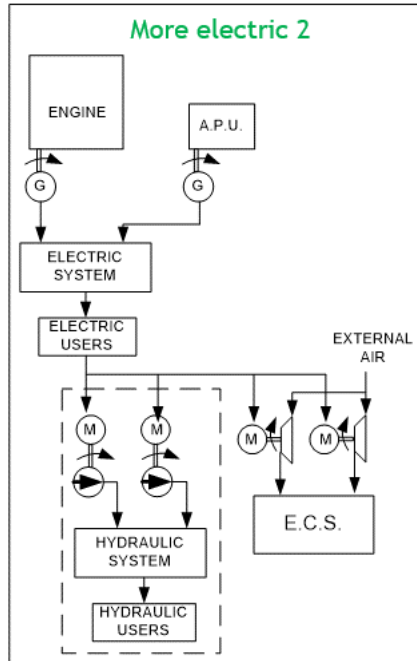 More electric 2
ENGINE
A.P.U.
G
G
ELECTRIC
SYSTEM
ELECTRIC
USERS
EXTERNAL
AIR
M
M
M
M
HYDRAULIC
SYSTEM
E.C.S.
HYDRAULIC
USERS